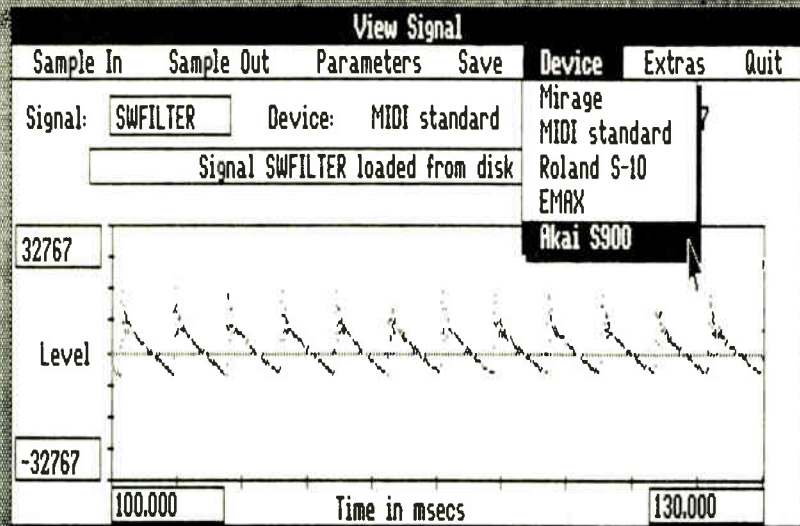 View Signal
Sample In Sample Out Parameters Save Device Extras Quit
Signal: SWFILTER Device: MIDI standard
Signal SWFILTER loaded from disk
Mirage
MIDI standard
Roland S-10
EMAX
Akai S900
32767
Level
-32767
100.000 Time in msecs 130.000